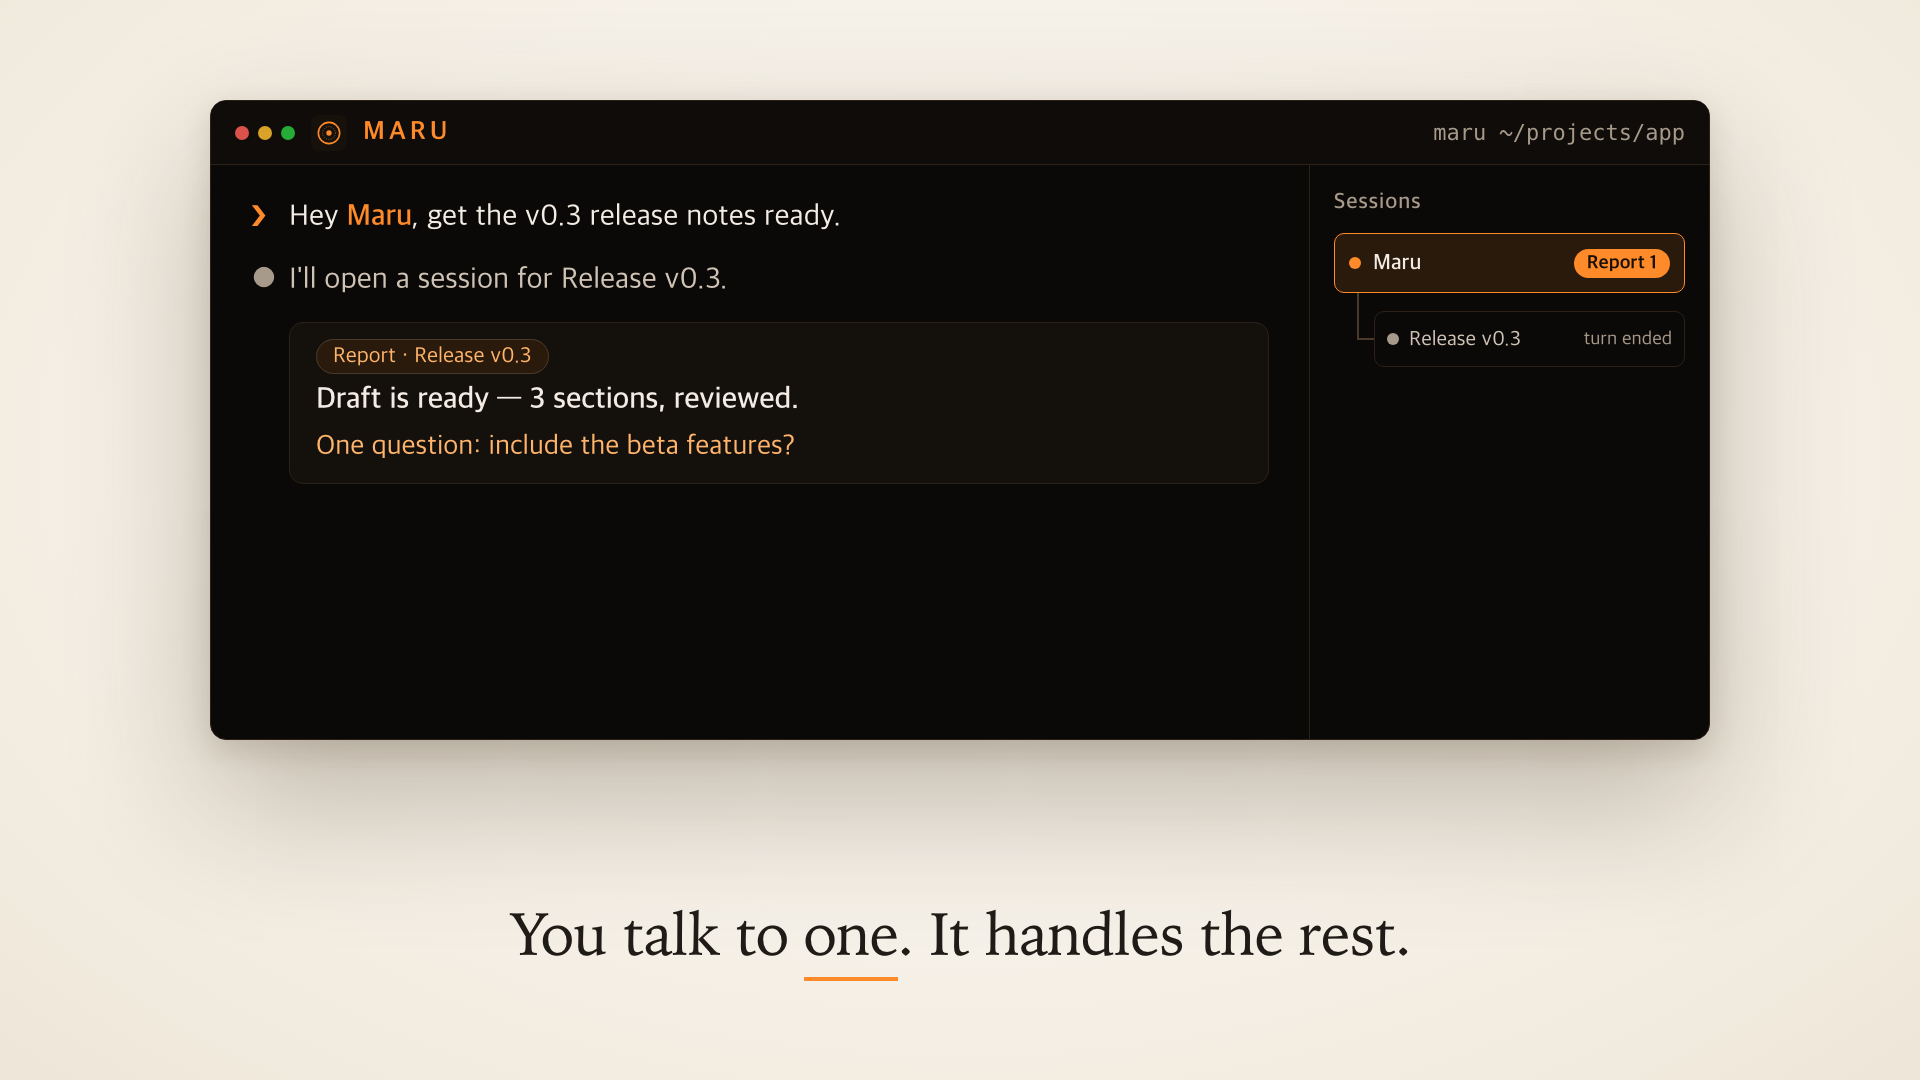 MARU
maru ~/projects/app
❯ Hey Maru, get the v0.3 release notes ready.
I'll open a session for Release v0.3.
Report · Release v0.3
Draft is ready — 3 sections, reviewed.
One question: include the beta features?
Sessions
Maru Report 1
Release v0.3 turn ended
You talk to one. It handles the rest.